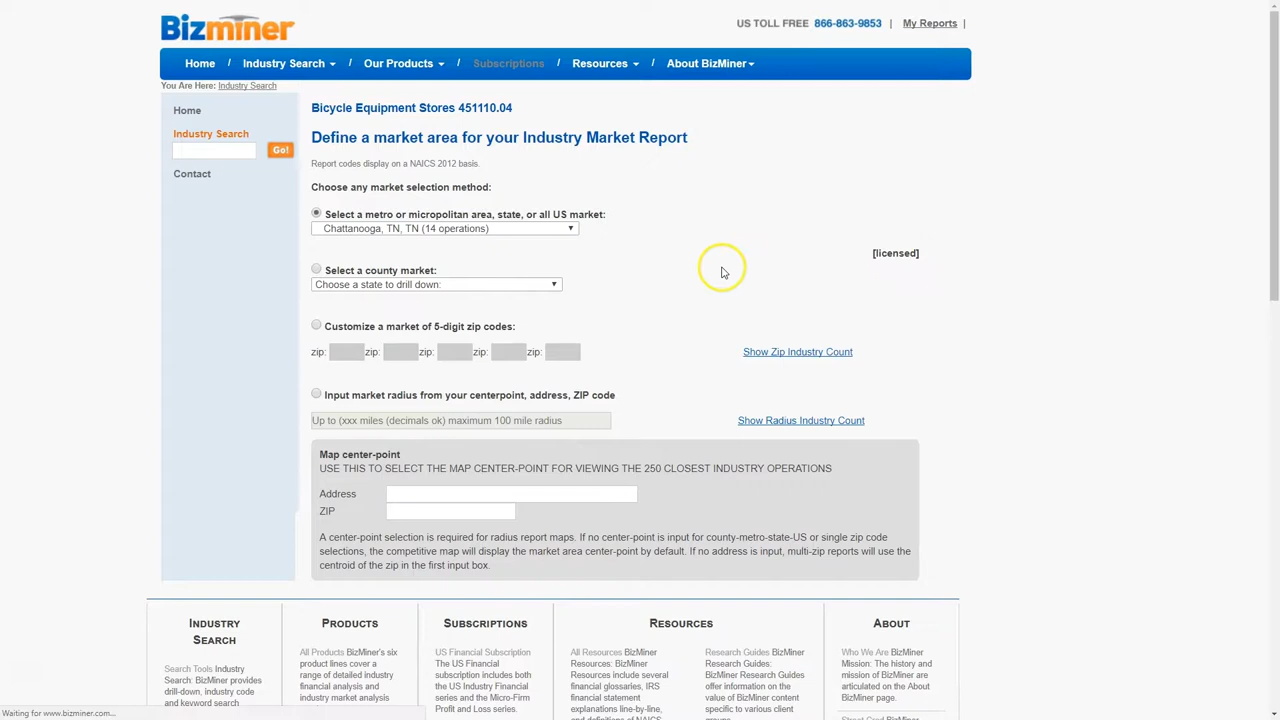 Bizminer
US TOLL FREE 866-863-9853 | My Reports |
Home / Industry Search / Our Products / Subscriptions / Resources / About BizMiner
You Are Here: Industry Search
Home
Industry Search
Go!
Contact
Bicycle Equipment Stores 451110.04
Define a market area for your Industry Market Report
Report codes display on a NAICS 2012 basis.
Choose any market selection method:
Select a metro or micropolitan area, state, or all US market:
Chattanooga, TN, TN (14 operations)
[licensed]
Select a county market:
Choose a state to drill down:
Customize a market of 5-digit zip codes:
zip: zip: zip: zip: zip: Show Zip Industry Count
Input market radius from your centerpoint, address, ZIP code
Up to (xxx miles (decimals ok) maximum 100 mile radius Show Radius Industry Count
Map center-point
USE THIS TO SELECT THE MAP CENTER-POINT FOR VIEWING THE 250 CLOSEST INDUSTRY OPERATIONS
Address
ZIP
A center-point selection is required for radius report maps. If no center-point is input for county-metro-state-US or single zip code
selections, the competitive map will display the market area center-point by default. If no address is input, multi-zip reports will use the
centroid of the zip in the first input box.
INDUSTRY
SEARCH
Search Tools Industry
Search: BizMiner provides
drill-down, industry code
and keyword search
PRODUCTS
All Products BizMiner's six
product lines cover a
range of detailed industry
financial analysis and
industry market analysis
SUBSCRIPTIONS
US Financial Subscription
The US Financial
subscription includes both
the US Industry Financial
series and the Micro-Firm
Profit and Loss series.
RESOURCES
All Resources BizMiner
Resources: BizMiner
Resources include several
financial glossaries, IRS
financial statement
explanations line-by-line,
and definitions of NAICS
Research Guides BizMiner
Research Guides:
BizMiner Research Guides
offer information on the
value of BizMiner content
specific to various client
groups.
ABOUT
Who We Are BizMiner
Mission: The history and
mission of BizMiner are
articulated on the About
BizMiner page.
Street Cred BizMiner
Waiting for www.bizminer.com...